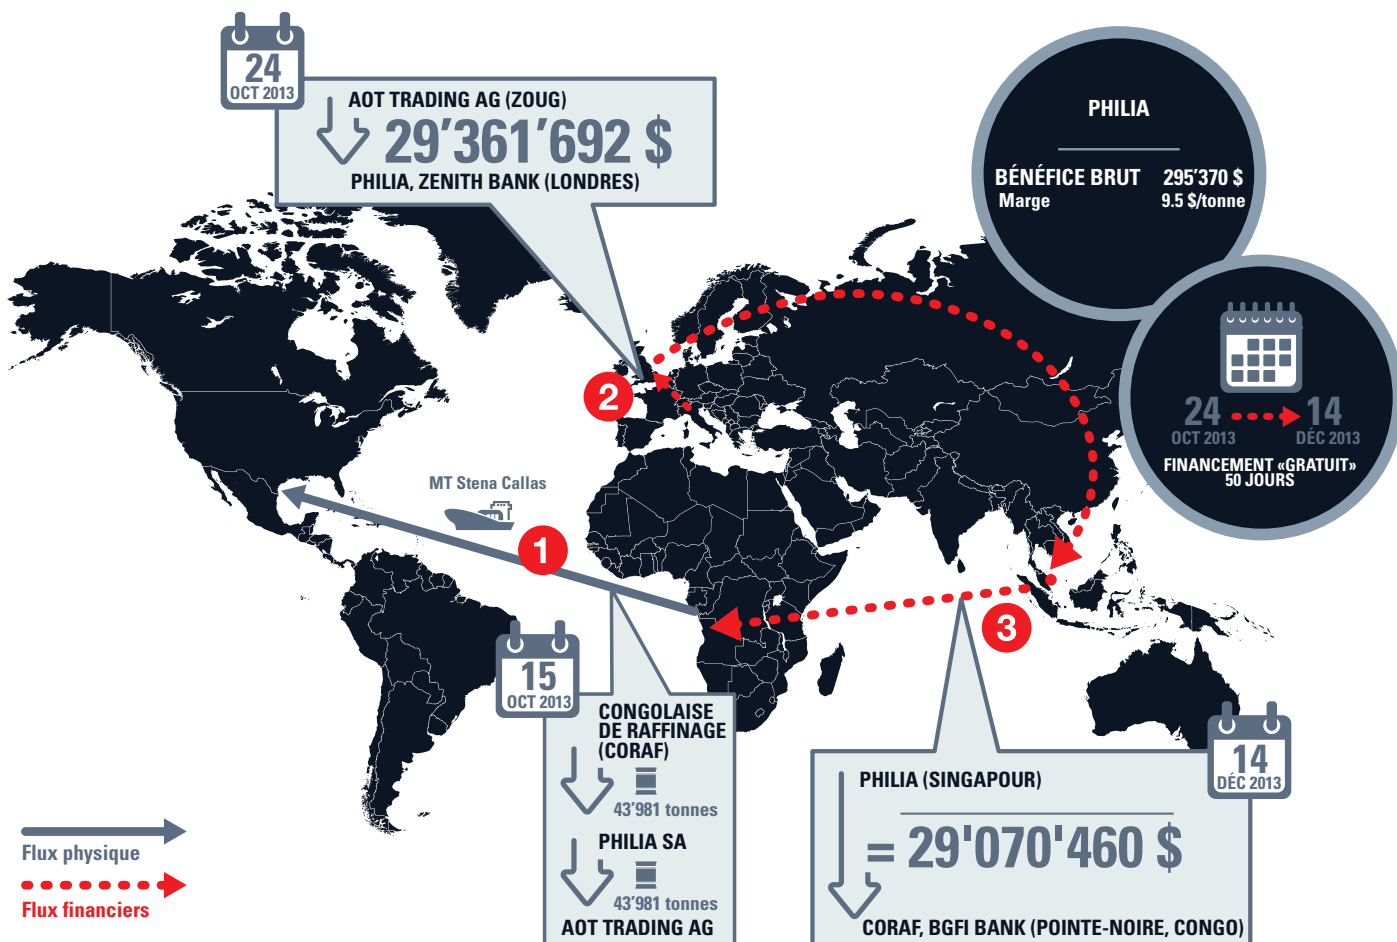 24
OCT 2013
AOT TRADING AG (ZOUG)
29’361’692 $
PHILIA, ZENITH BANK (LONDRES)
PHILIA
BÉNÉFICE BRUT 295’370 $
Marge 9.5 $/tonne
24 14
OCT 2013 DÉC 2013
FINANCEMENT «GRATUIT»
50 JOURS
2
MT Stena Callas
1
3
15
OCT 2013
CONGOLAISE
DE RAFFINAGE
(CORAF)
43’981 tonnes
PHILIA SA
43’981 tonnes
AOT TRADING AG
14
DÉC 2013
PHILIA (SINGAPOUR)
= 29'070'460 $
CORAF, BGFI BANK (POINTE-NOIRE, CONGO)
Flux physique
Flux financiers